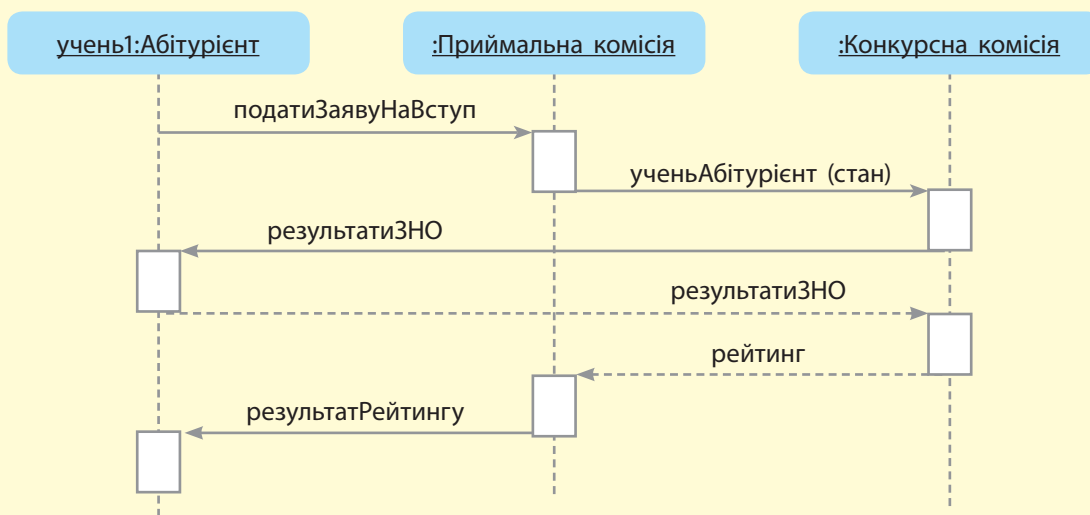 учень1:Абітурієнт
:Приймальна комісія
:Конкурсна комісія
податиЗаявуНаВступ
ученьАбітурієнт (стан)
результатиЗНО
результатиЗНО
рейтинг
результатРейтингу